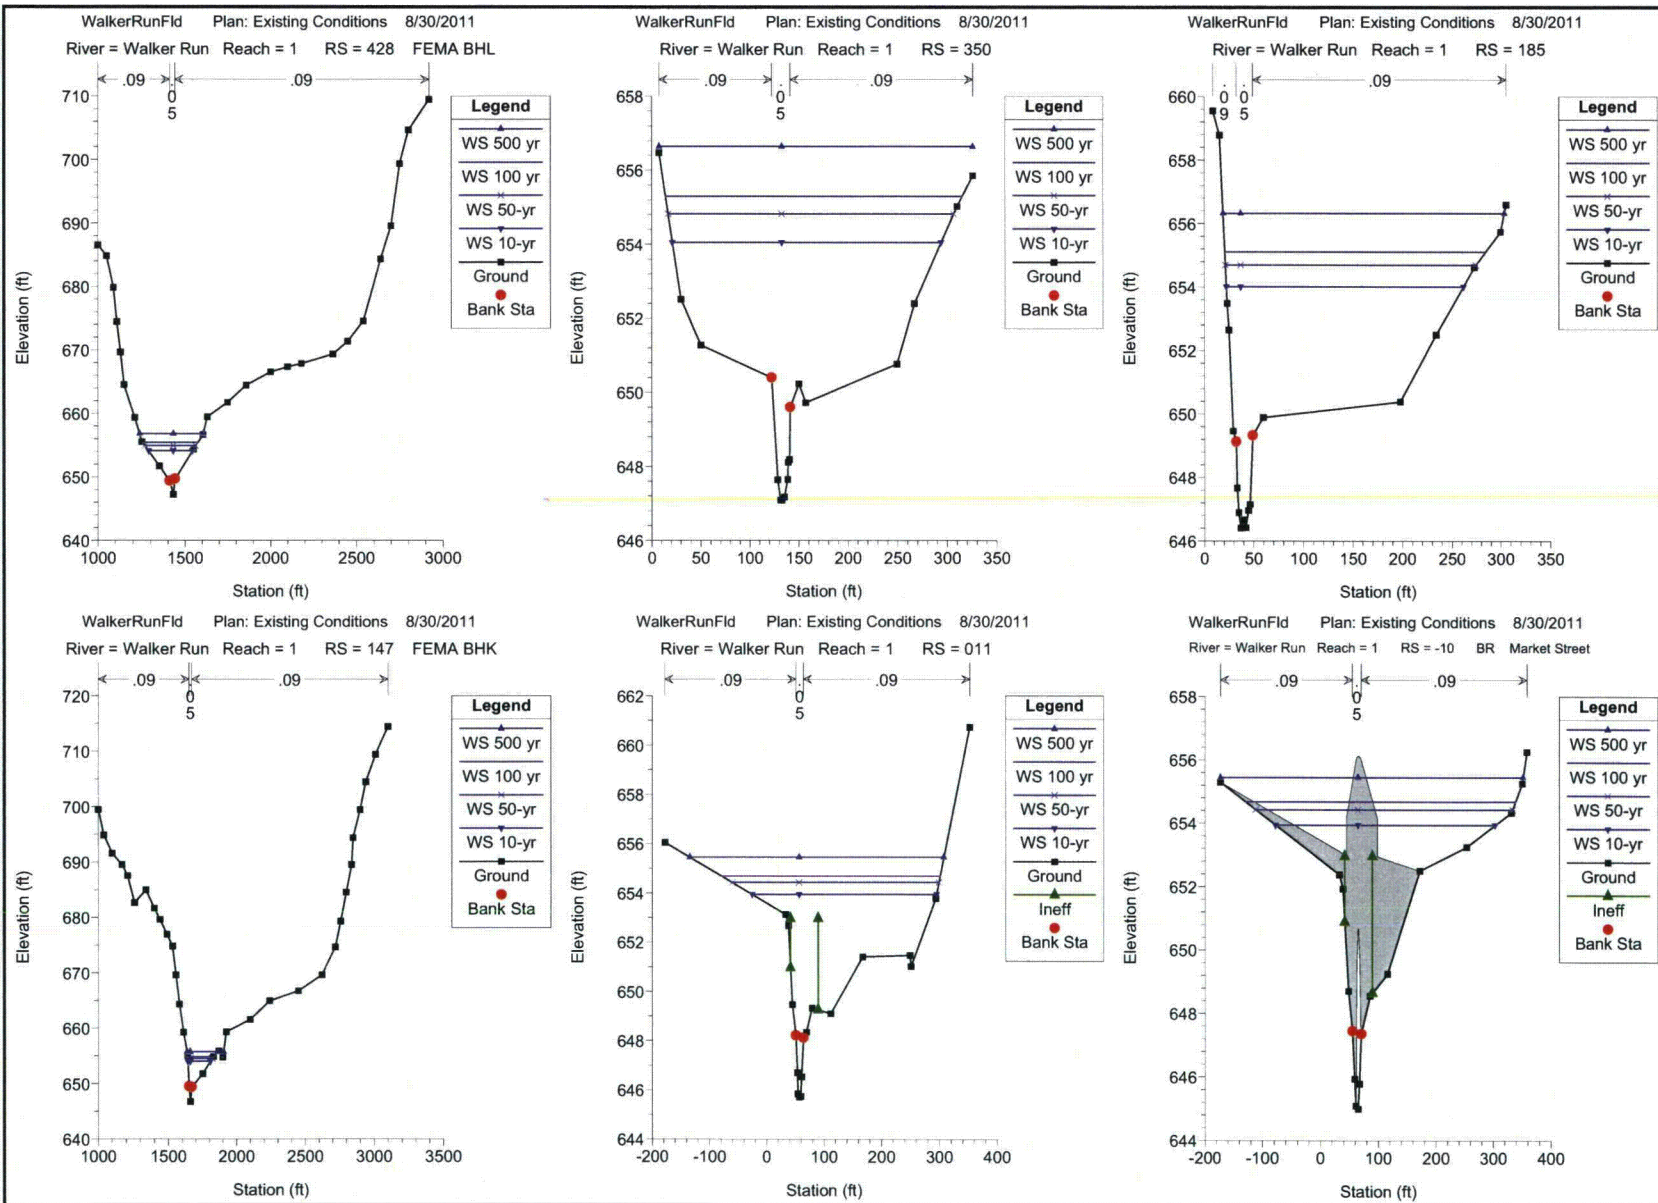 WalkerRunFld Plan: Existing Conditions 8/30/2011
River = Walker Run Reach = 1 RS = 428 FEMA BHL
.09 .05 .09
Elevation (ft)
710
700
690
680
670
660
650
640
1000 1500 2000 2500 3000
Station (ft)
Legend
WS 500 yr
WS 100 yr
WS 50-yr
WS 10-yr
Ground
Bank Sta
WalkerRunFld Plan: Existing Conditions 8/30/2011
River = Walker Run Reach = 1 RS = 350
.09 .05 .09
Elevation (ft)
658
656
654
652
650
648
646
0 50 100 150 200 250 300 350
Station (ft)
Legend
WS 500 yr
WS 100 yr
WS 50-yr
WS 10-yr
Ground
Bank Sta
WalkerRunFld Plan: Existing Conditions 8/30/2011
River = Walker Run Reach = 1 RS = 185
.09 .05 .09
Elevation (ft)
660
658
656
654
652
650
648
646
0 50 100 150 200 250 300 350
Station (ft)
Legend
WS 500 yr
WS 100 yr
WS 50-yr
WS 10-yr
Ground
Bank Sta
WalkerRunFld Plan: Existing Conditions 8/30/2011
River = Walker Run Reach = 1 RS = 147 FEMA BHK
.09 .05 .09
Elevation (ft)
720
710
700
690
680
670
660
650
640
1000 1500 2000 2500 3000 3500
Station (ft)
Legend
WS 500 yr
WS 100 yr
WS 50-yr
WS 10-yr
Ground
Bank Sta
WalkerRunFld Plan: Existing Conditions 8/30/2011
River = Walker Run Reach = 1 RS = 011
.09 .05 .09
Elevation (ft)
662
660
658
656
654
652
650
648
646
644
-200 -100 0 100 200 300 400
Station (ft)
Legend
WS 500 yr
WS 100 yr
WS 50-yr
WS 10-yr
Ground
Ineff
Bank Sta
WalkerRunFld Plan: Existing Conditions 8/30/2011
River = Walker Run Reach = 1 RS = -10 BR Market Street
.09 .05 .09
Elevation (ft)
658
656
654
652
650
648
646
644
-200 -100 0 100 200 300 400
Station (ft)
Legend
WS 500 yr
WS 100 yr
WS 50-yr
WS 10-yr
Ground
Ineff
Bank Sta